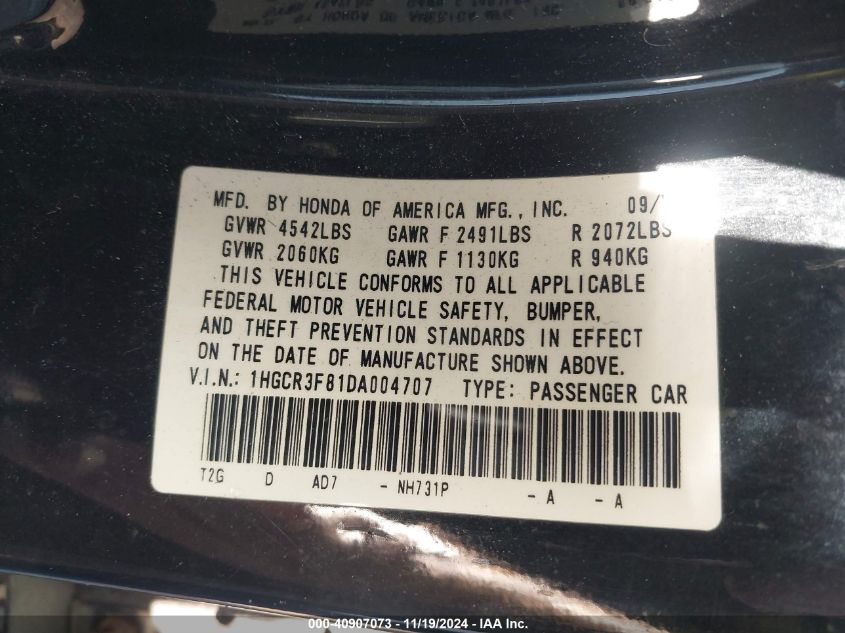 MFD. BY HONDA OF AMERICA MFG., INC. 09/
GVWR 4542LBS GAWR F 2491LBS R 2072LBS
GVWR 2060KG GAWR F 1130KG R 940KG
THIS VEHICLE CONFORMS TO ALL APPLICABLE
FEDERAL MOTOR VEHICLE SAFETY, BUMPER,
AND THEFT PREVENTION STANDARDS IN EFFECT
ON THE DATE OF MANUFACTURE SHOWN ABOVE.
V.I.N.: 1HGCR3F81DA004707 TYPE: PASSENGER CAR
T2G D AD7 - NH731P - A - A
000-40907073 - 11/19/2024 - IAA Inc.